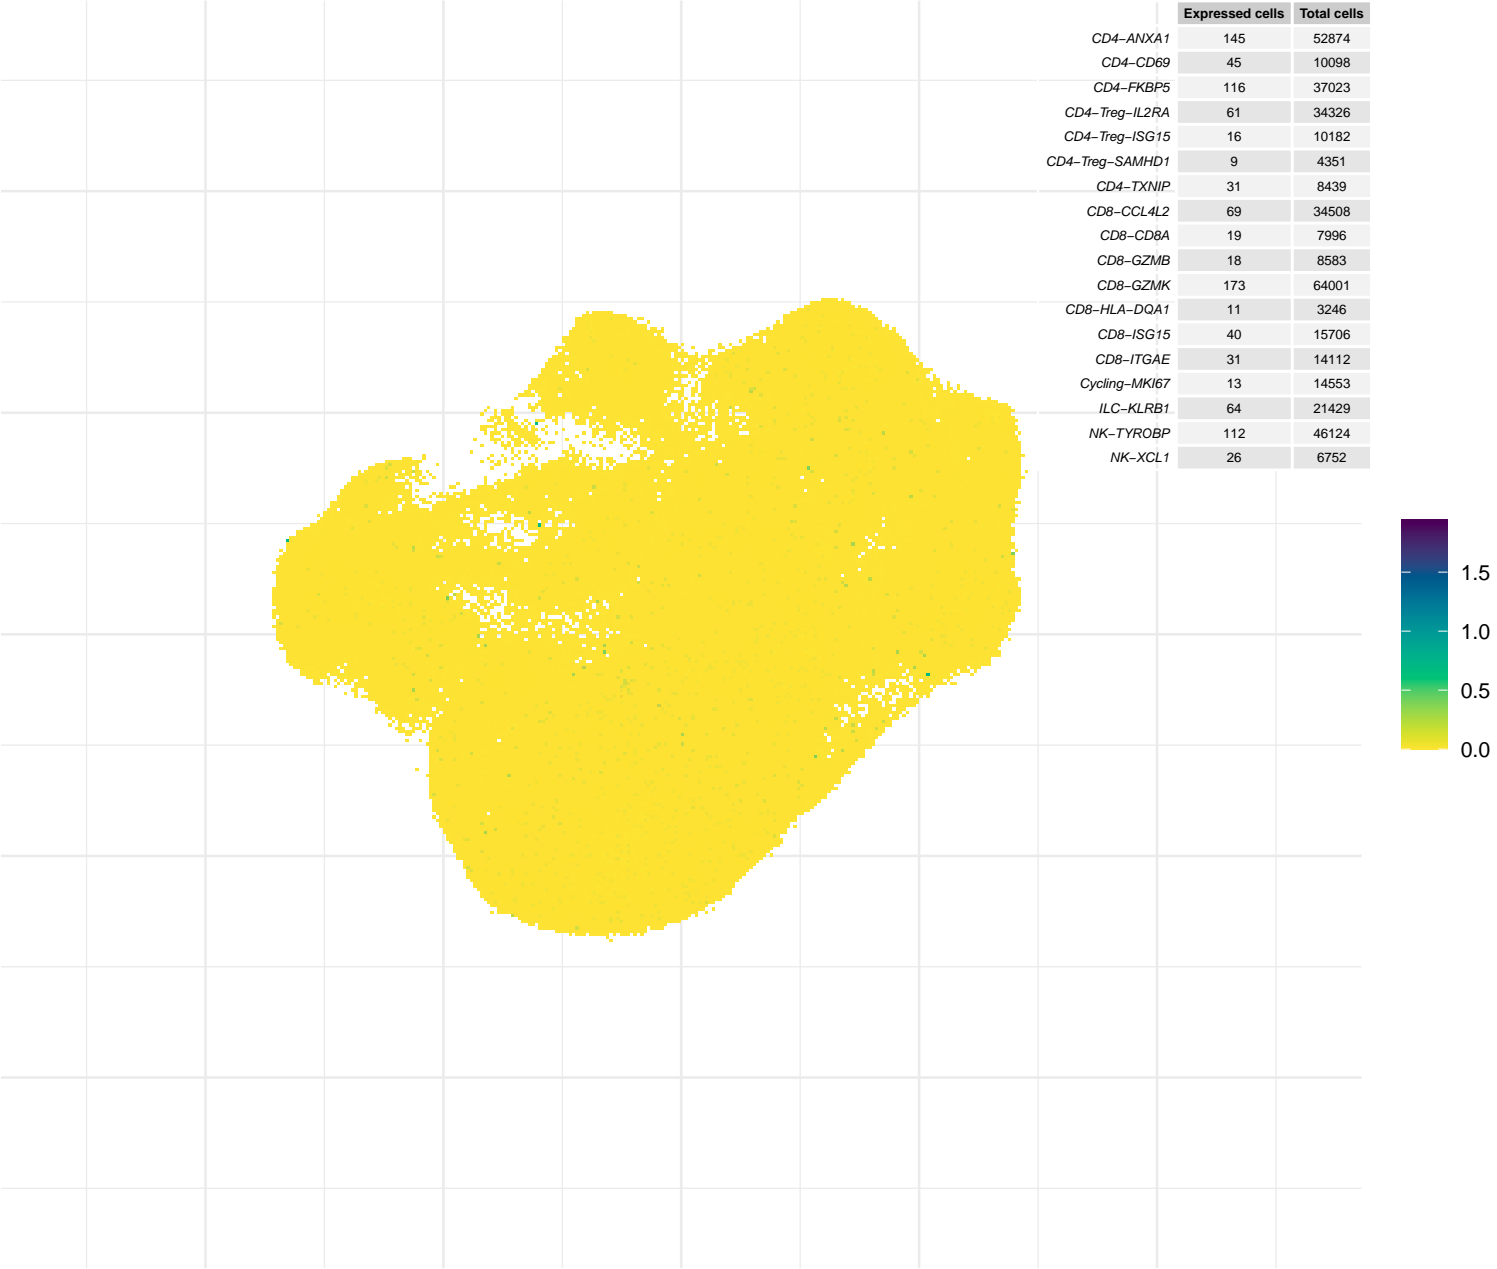 Expressed cells Total cells
CD4−ANXA1 145 52874
CD4−CD69 45 10098
CD4−FKBP5 116 37023
CD4−Treg−IL2RA 61 34326
CD4−Treg−ISG15 16 10182
CD4−Treg−SAMHD1 9 4351
CD4−TXNIP 31 8439
CD8−CCL4L2 69 34508
CD8−CD8A 19 7996
CD8−GZMB 18 8583
CD8−GZMK 173 64001
CD8−HLA−DQA1 11 3246
CD8−ISG15 40 15706
CD8−ITGAE 31 14112
Cycling−MKI67 13 14553
ILC−KLRB1 64 21429
NK−TYROBP 112 46124
NK−XCL1 26 6752
1.5
1.0
0.5
0.0